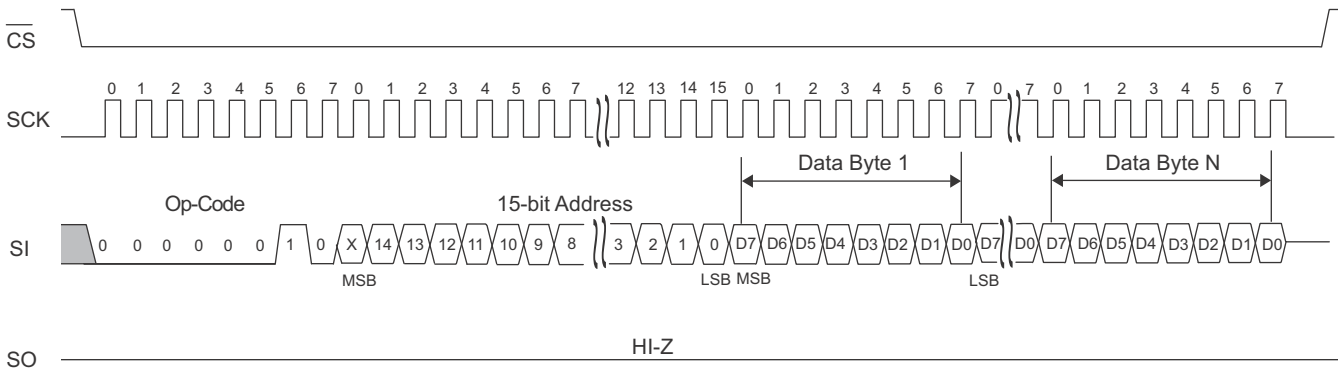 CS
0 1 2 3 4 5 6 7 0 1 2 3 4 5 6 7 12 13 14 15 0 1 2 3 4 5 6 7 0 7 0 1 2 3 4 5 6 7
SCK
Data Byte 1 Data Byte N
Op-Code 15-bit Address
SI 0 0 0 0 0 0 1 0 X 14 13 12 11 10 9 8 3 2 1 0 D7 D6 D5 D4 D3 D2 D1 D0 D7 D0 D7 D6 D5 D4 D3 D2 D1 D0
MSB LSB MSB LSB
HI-Z
SO